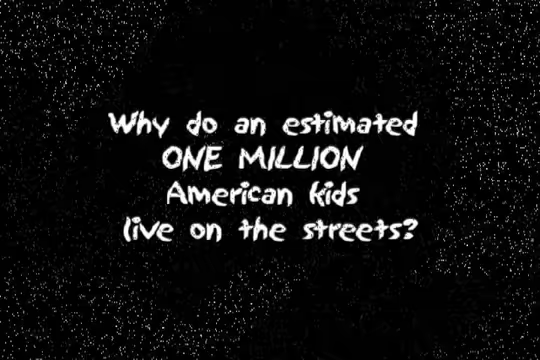 Why do an estimated
ONE MILLION
American kids
live on the streets?